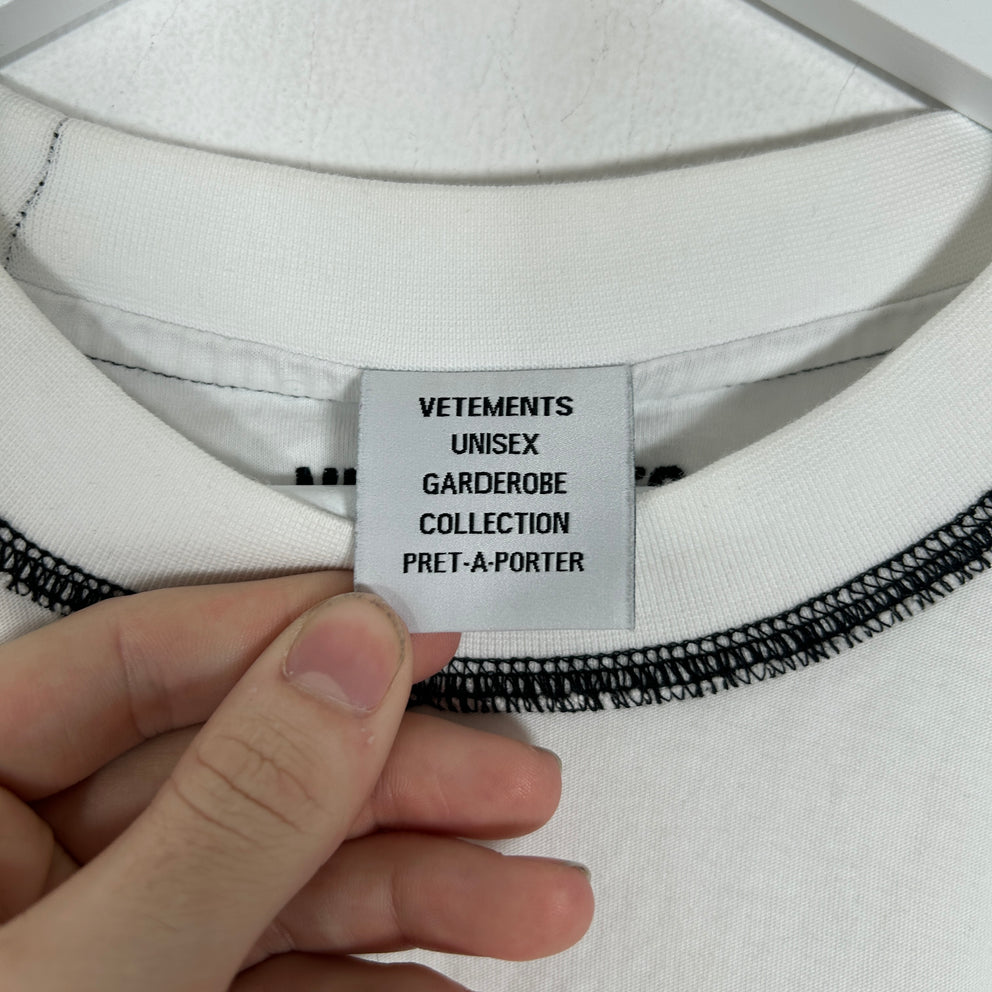 VETEMENTS
UNISEX
GARDEROBE
COLLECTION
PRET-A-PORTER